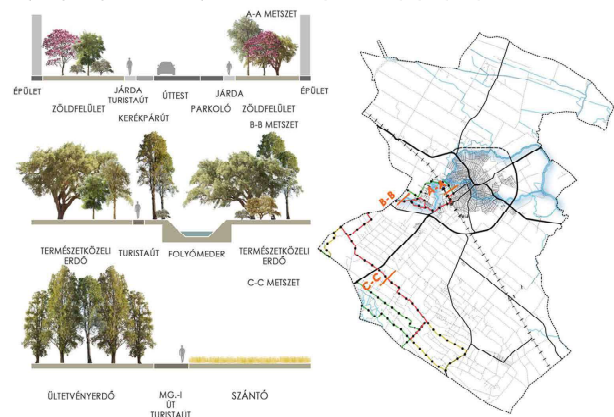 A-A METSZET
ÉPÜLET
ZÖLDFELÜLET
JÁRDA
TURISTAÚT
KERÉKPÁRÚT
ÚTTEST
JÁRDA
PARKOLÓ
ZÖLDFELÜLET
ÉPÜLET
B-B METSZET
TERMÉSZETKÖZELI
ERDŐ
TURISTAÚT
FOLYÓMEDER
TERMÉSZETKÖZELI
ERDŐ
C-C METSZET
ÜLTETVÉNYERDŐ
MG.-I
ÚT
TURISTAÚT
SZÁNTÓ
B-B
A-A
C-C